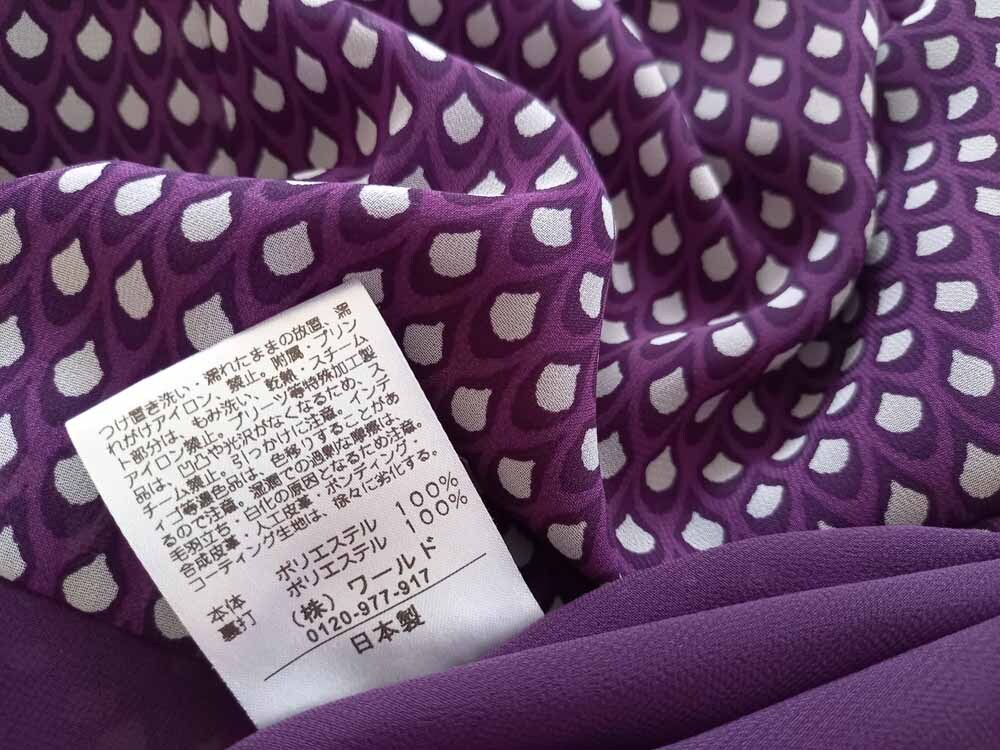 つけ置き洗い・濡れたままの放置、濡
れがけアイロン、禁止。附属・プリン
ト部分は、もみ洗い、乾熱・スチーム
アイロン禁止。プリーツ等特殊加工製
品は、凹凸や光沢がなくなるため、ス
チーム禁止。引つかけに注意。インデ
ィゴ等濃色品は、色移りすることがあ
るので注意。湿潤での過剰な摩擦は、
毛羽立ち・白化の原因となるため注意。
合成皮革・人工皮革・ボンディング・
コーティング生地は、徐々に劣化する。
本体 ポリエステル 100%
裏打 ポリエステル 100%
(株) ワールド
0120-977-917
日本製